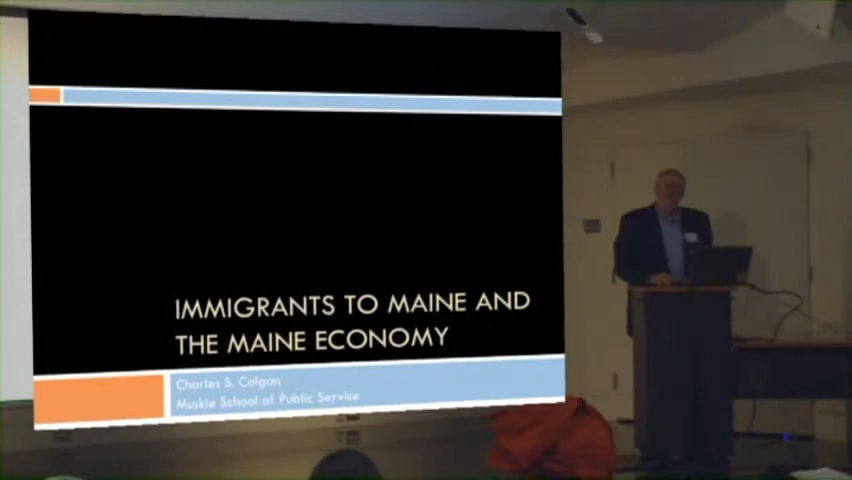 IMMIGRANTS TO MAINE AND
THE MAINE ECONOMY
Charles S. Colgan
Muskie School of Public Service